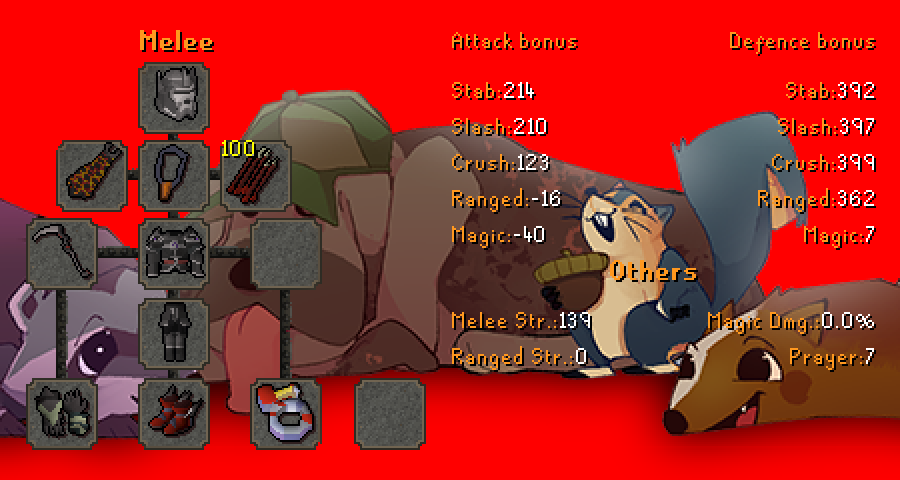 Melee
100
Attack bonus
Stab:214
Slash:210
Crush:123
Ranged:-16
Magic:-40
Defence bonus
Stab:392
Slash:397
Crush:399
Ranged:362
Magic:7
Others
Melee Str.:139
Magic Dmg.:0.0%
Ranged Str.:0
Prayer:7